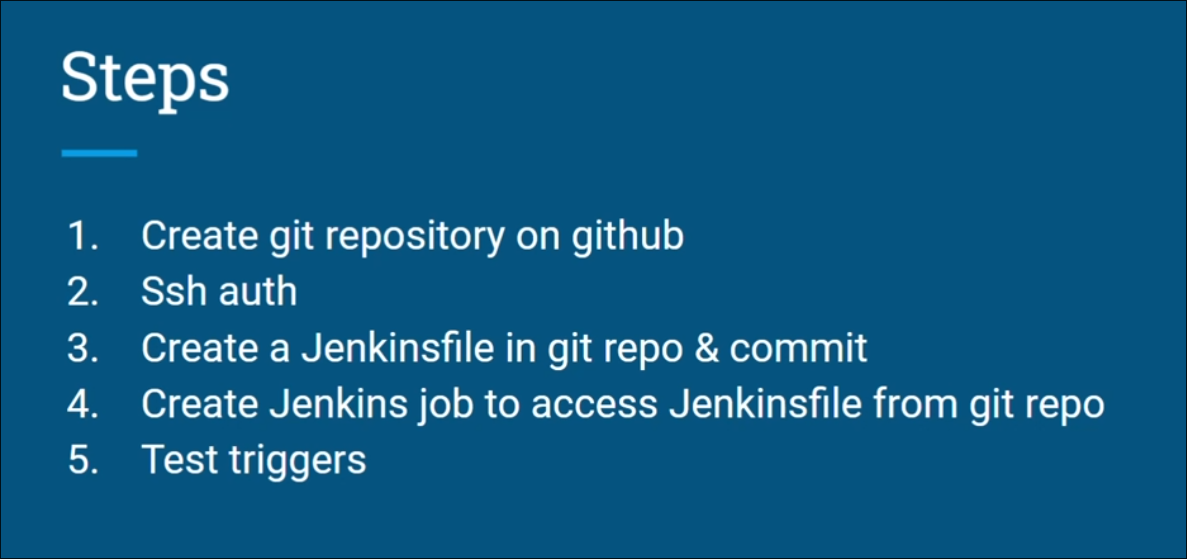 Steps
1. Create git repository on github
2. Ssh auth
3. Create a Jenkinsfile in git repo & commit
4. Create Jenkins job to access Jenkinsfile from git repo
5. Test triggers